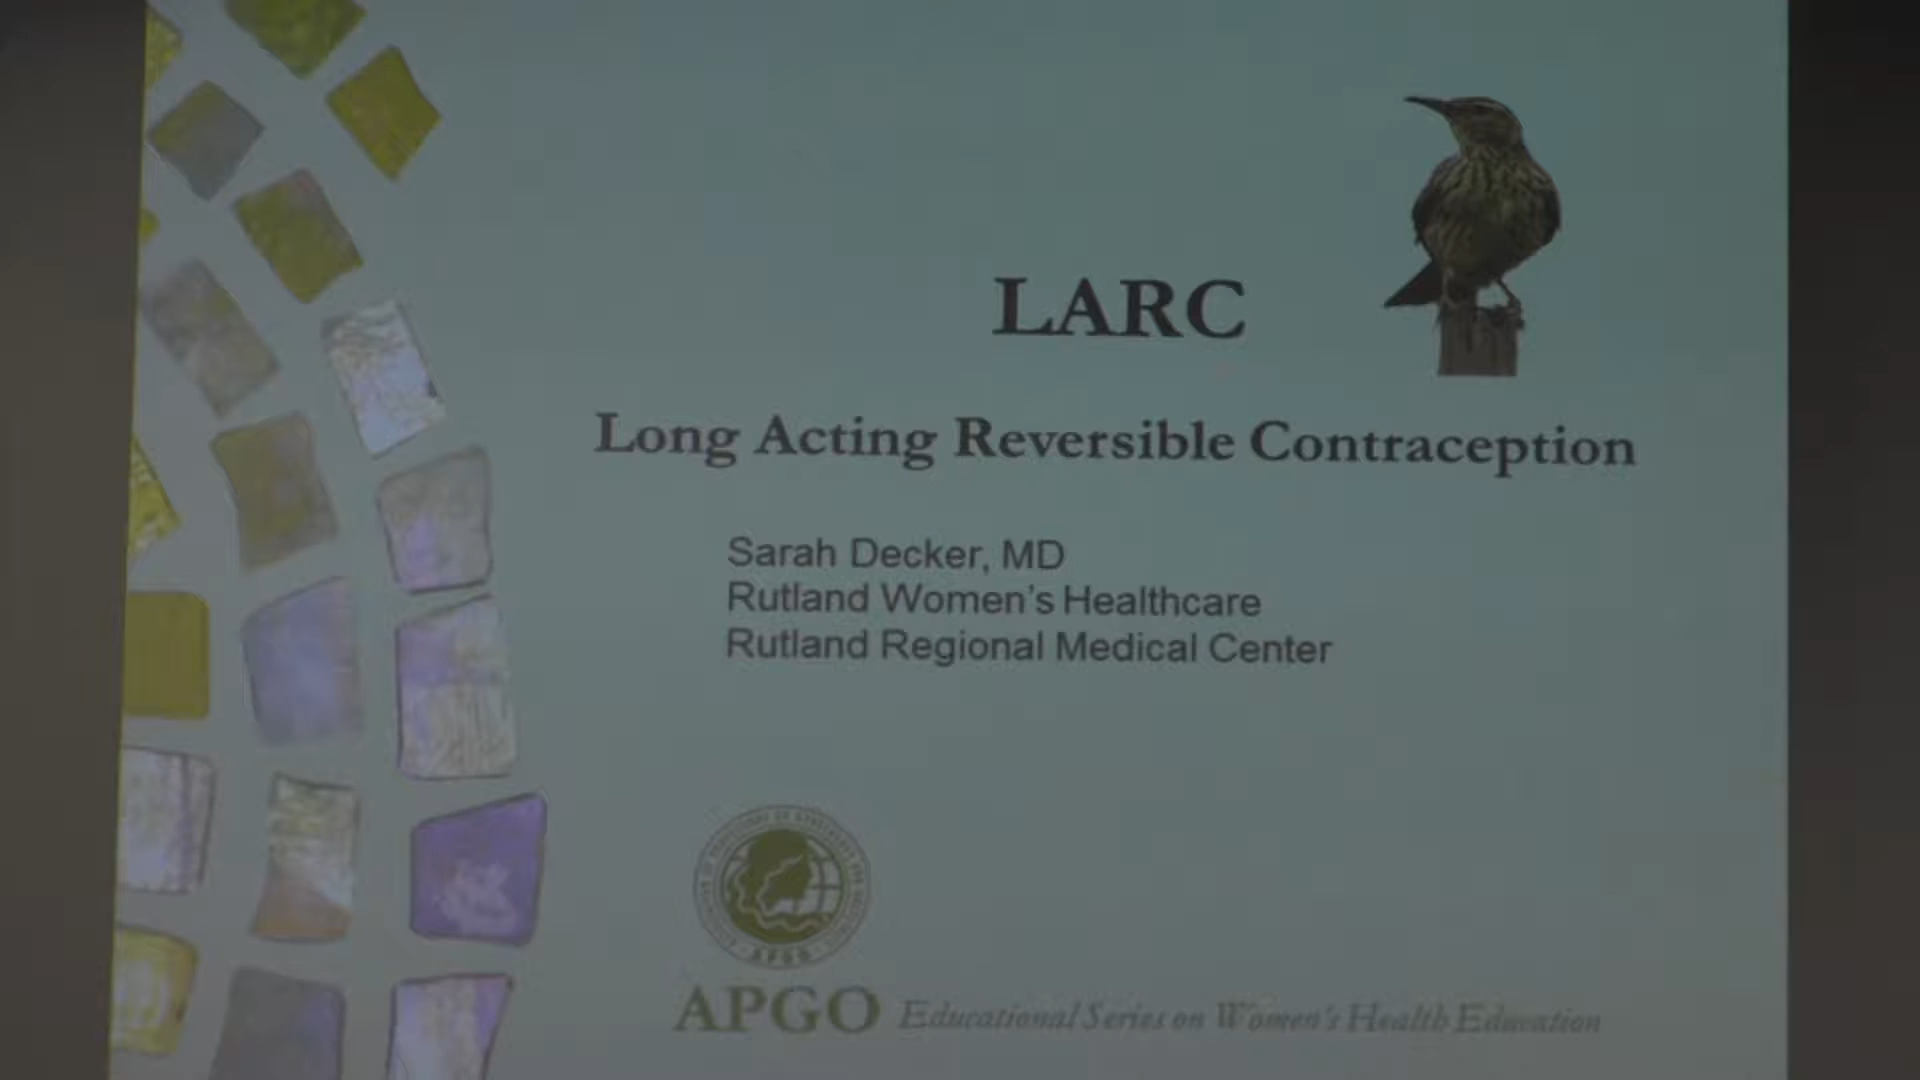 LARC
Long Acting Reversible Contraception
Sarah Decker, MD
Rutland Women's Healthcare
Rutland Regional Medical Center
APGO
APGO Educational Series on Women's Health Education